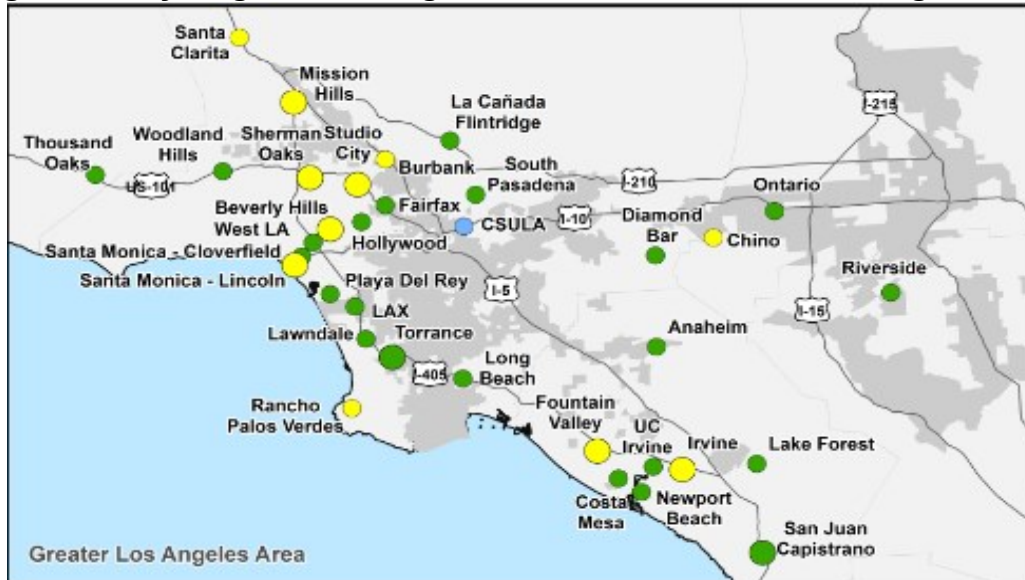 Santa
Clarita
Mission
Hills
La Cañada
Flintridge
Thousand
Oaks
Woodland
Hills
Sherman
Oaks
Studio
City
Burbank
South
Pasadena
US-101
I-210
I-215
Ontario
Beverly Hills
West LA
Fairfax
Hollywood
CSULA
I-10
Diamond
Bar
Chino
Santa Monica - Cloverfield
Santa Monica - Lincoln
Playa Del Rey
LAX
I-5
Riverside
I-15
Lawndale
Torrance
I-405
Long
Beach
Anaheim
Rancho
Palos Verdes
Fountain
Valley
UC
Irvine
Irvine
Lake Forest
Costa
Mesa
Newport
Beach
San Juan
Capistrano
Greater Los Angeles Area